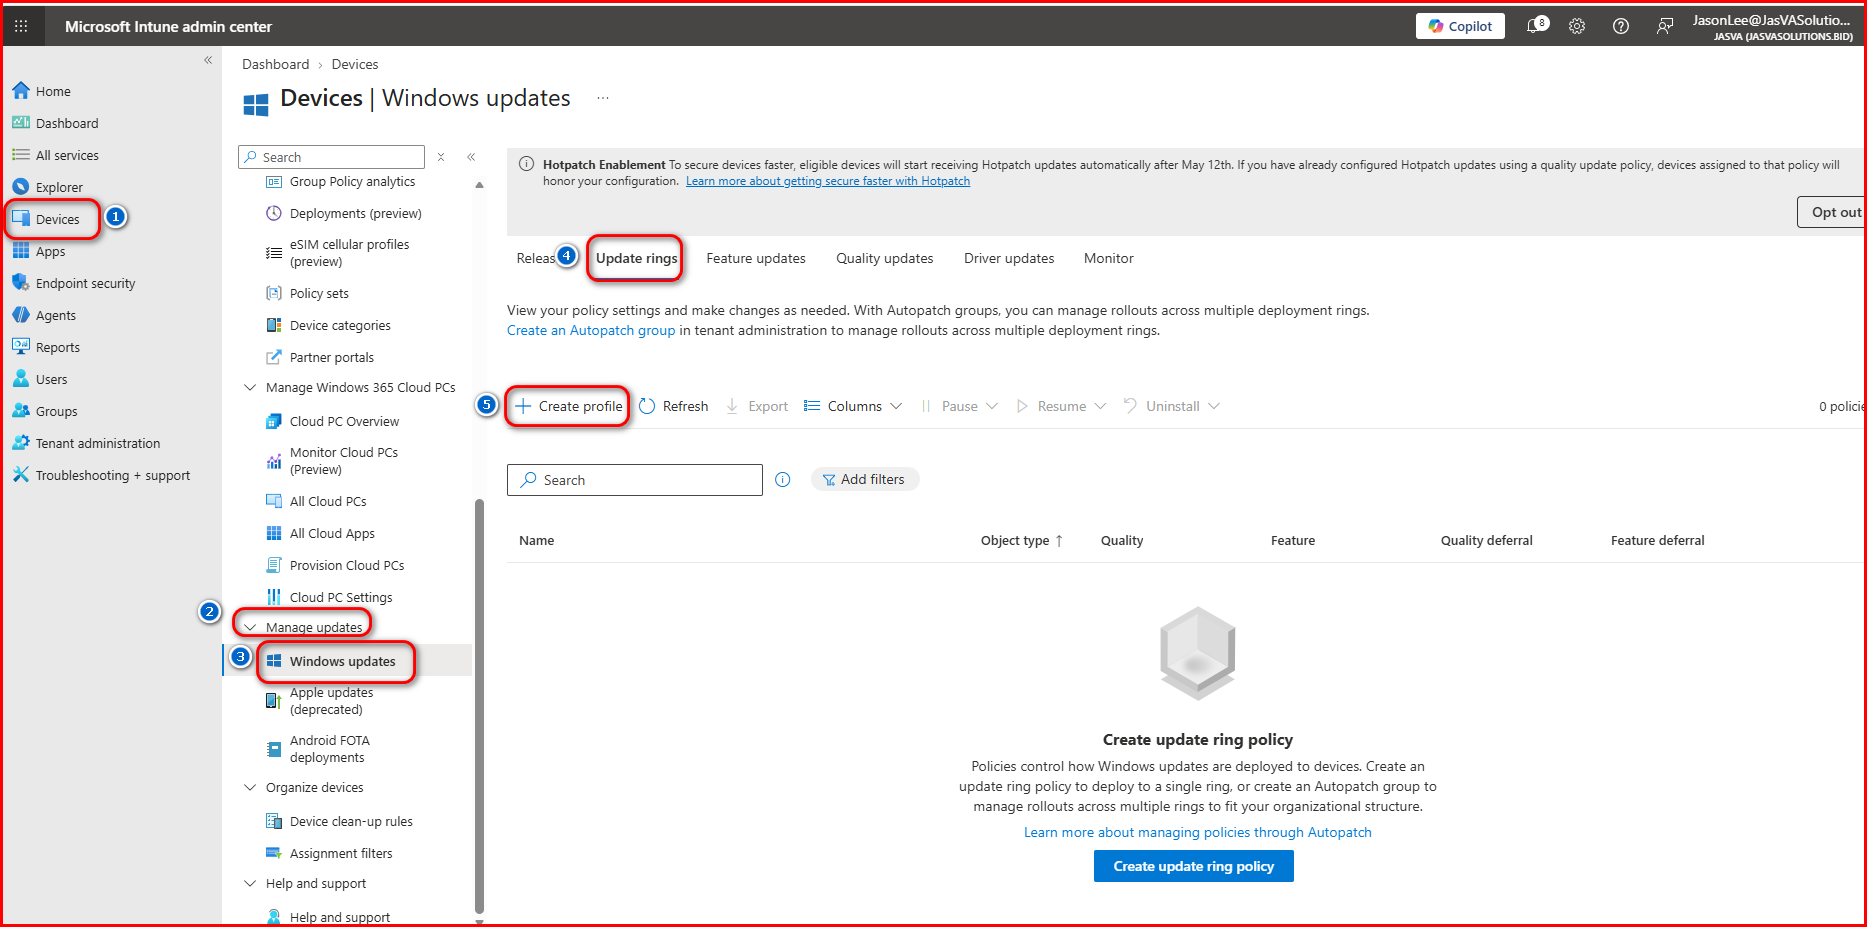 Microsoft Intune admin center
Copilot
8
JasonLee@JasVASolutio...
JASVA (JASVASOLUTIONS.BID)
Home
Dashboard
All services
Explorer
Devices
1
Apps
Endpoint security
Agents
Reports
Users
Groups
Tenant administration
Troubleshooting + support
Dashboard > Devices
Devices | Windows updates ...
Search
Group Policy analytics
Deployments (preview)
eSIM cellular profiles
(preview)
Policy sets
Device categories
Partner portals
Manage Windows 365 Cloud PCs
Cloud PC Overview
Monitor Cloud PCs
(Preview)
All Cloud PCs
All Cloud Apps
Provision Cloud PCs
Cloud PC Settings
2
Manage updates
3
Windows updates
Apple updates
(deprecated)
Android FOTA
deployments
Organize devices
Device clean-up rules
Assignment filters
Help and support
Help and support
Hotpatch Enablement To secure devices faster, eligible devices will start receiving Hotpatch updates automatically after May 12th. If you have already configured Hotpatch updates using a quality update policy, devices assigned to that policy will
honor your configuration. Learn more about getting secure faster with Hotpatch
Opt out
Releas 4 Update rings Feature updates Quality updates Driver updates Monitor
View your policy settings and make changes as needed. With Autopatch groups, you can manage rollouts across multiple deployment rings.
Create an Autopatch group in tenant administration to manage rollouts across multiple deployment rings.
5 Create profile Refresh Export Columns Pause Resume Uninstall 0 policie
Search Add filters
Name Object type ↑ Quality Feature Quality deferral Feature deferral
Create update ring policy
Policies control how Windows updates are deployed to devices. Create an
update ring policy to deploy to a single ring, or create an Autopatch group to
manage rollouts across multiple rings to fit your organizational structure.
Learn more about managing policies through Autopatch
Create update ring policy